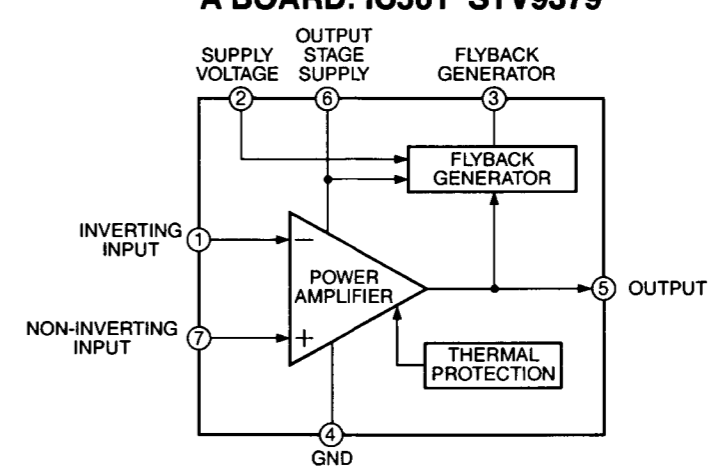 A BOARD: IC501 STV9379
SUPPLY
VOLTAGE
OUTPUT
STAGE
SUPPLY
FLYBACK
GENERATOR
2
6
3
FLYBACK
GENERATOR
INVERTING
INPUT
1
−
POWER
AMPLIFIER
5
OUTPUT
NON-INVERTING
INPUT
7
+
THERMAL
PROTECTION
4
GND